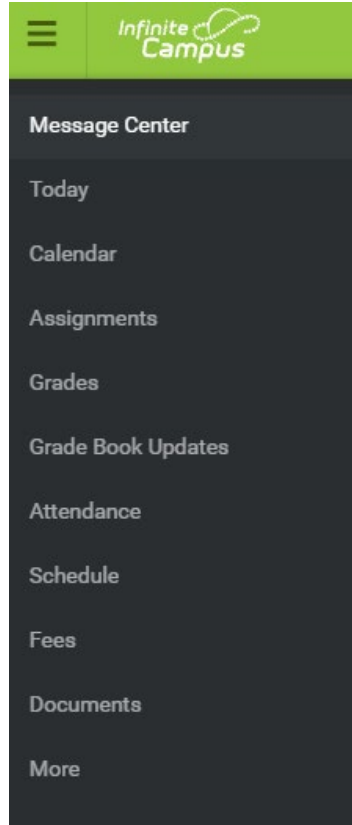 Infinite
Campus
Message Center
Today
Calendar
Assignments
Grades
Grade Book Updates
Attendance
Schedule
Fees
Documents
More